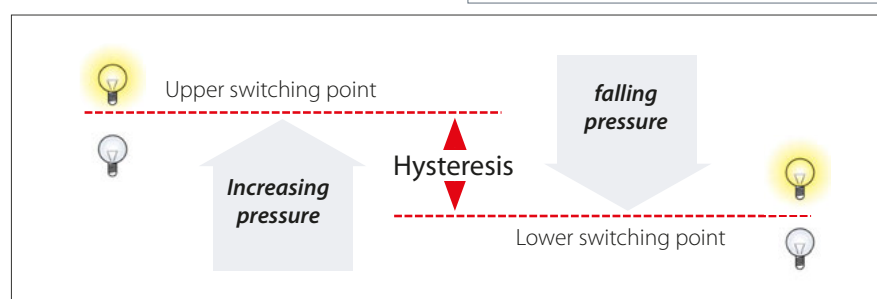 Upper switching point
falling
pressure
Hysteresis
Increasing
pressure
Lower switching point